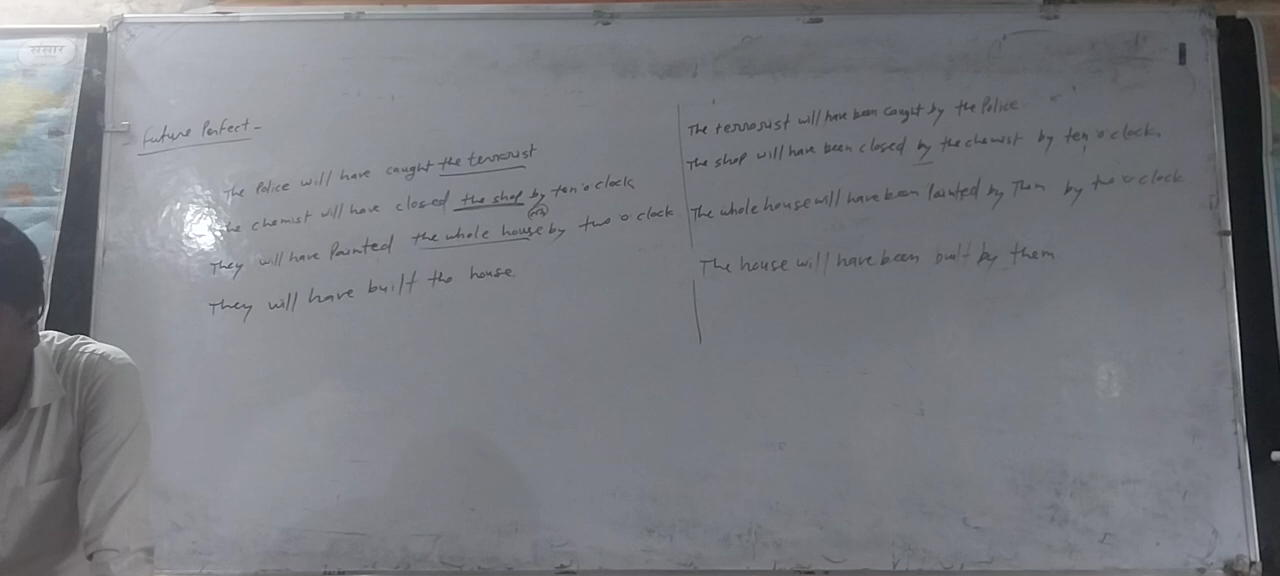 संसार
Future Perfect -
The Police will have caught the terrorist
he chemist will have closed the shop by ten o'clock
They will have Painted the whole house by two o'clock
They will have built the house
The terrorist will have been caught by the Police
The shop will have been closed by the chemist by ten o'clock.
The whole house will have been Painted by Them by two o'clock
The house will have been built by them